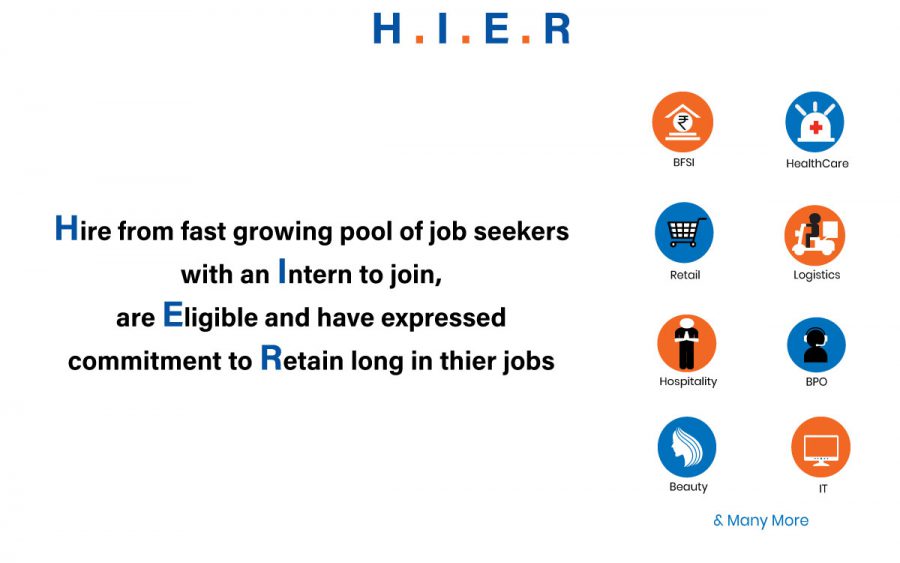 H.I.E.R
Hire from fast growing pool of job seekers
with an Intern to join,
are Eligible and have expressed
commitment to Retain long in thier jobs
₹
BFSI
HealthCare
Retail
Logistics
Hospitality
BPO
Beauty
IT
& Many More